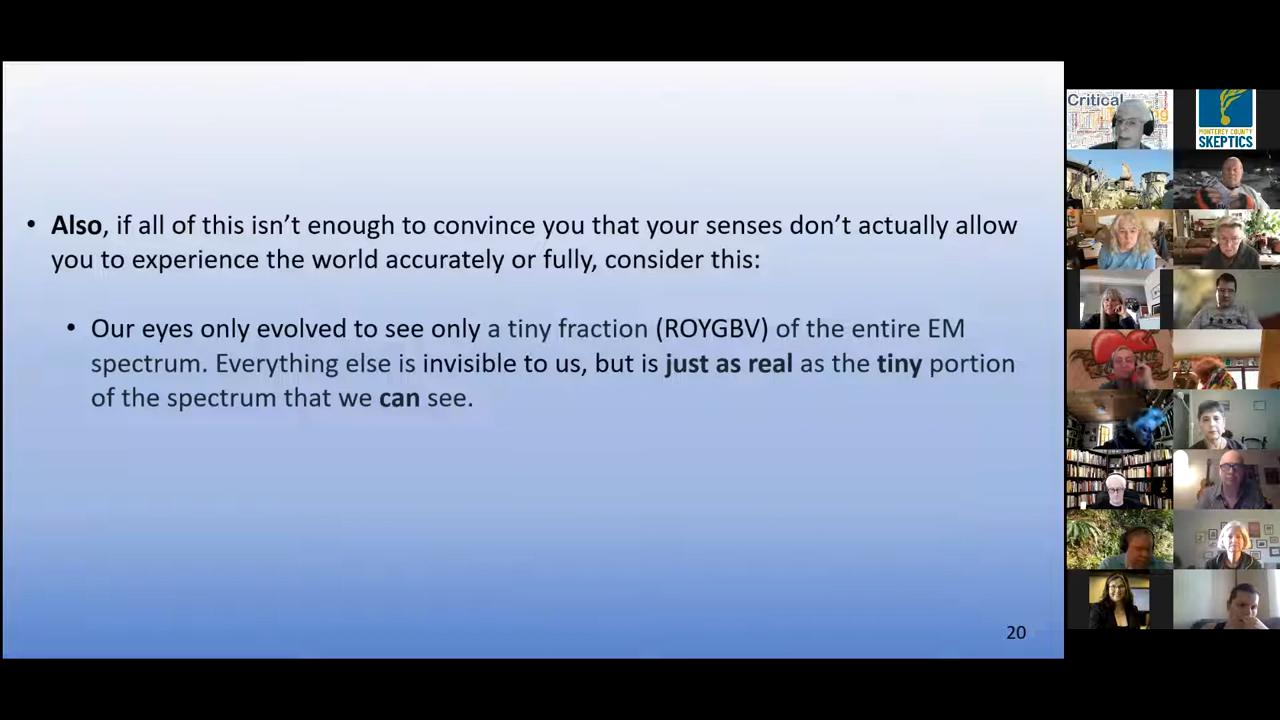 • Also, if all of this isn’t enough to convince you that your senses don’t actually allow
you to experience the world accurately or fully, consider this:
• Our eyes only evolved to see only a tiny fraction (ROYGBV) of the entire EM
spectrum. Everything else is invisible to us, but is just as real as the tiny portion
of the spectrum that we can see.
20
Critical
MONTEREY COUNTY
SKEPTICS